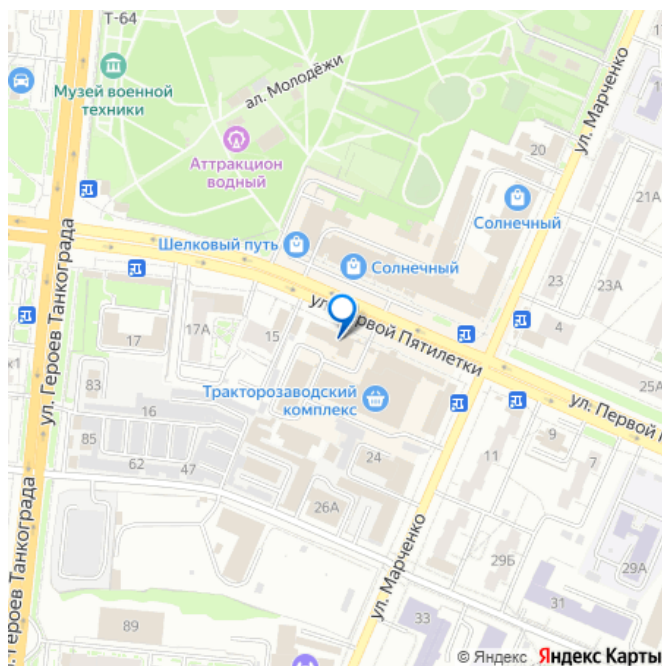 Т-64
Музей военной
техники
ал. Молодёжи
ул. Марченко
Аттракцион
водный
20
21А
Солнечный
Шелковый путь
Солнечный
ул. Героев Танкограда
23
23А
17А
15
17
4
ул. Первой Пятилетки
83
25А
Тракторозаводский
комплекс
16
ул. Первой
85
62
47
24
9
7
11
26А
ул. Героев Танкограда
ул. Марченко
29Б
29А
31
33
89
© Яндекс Яндекс Карты